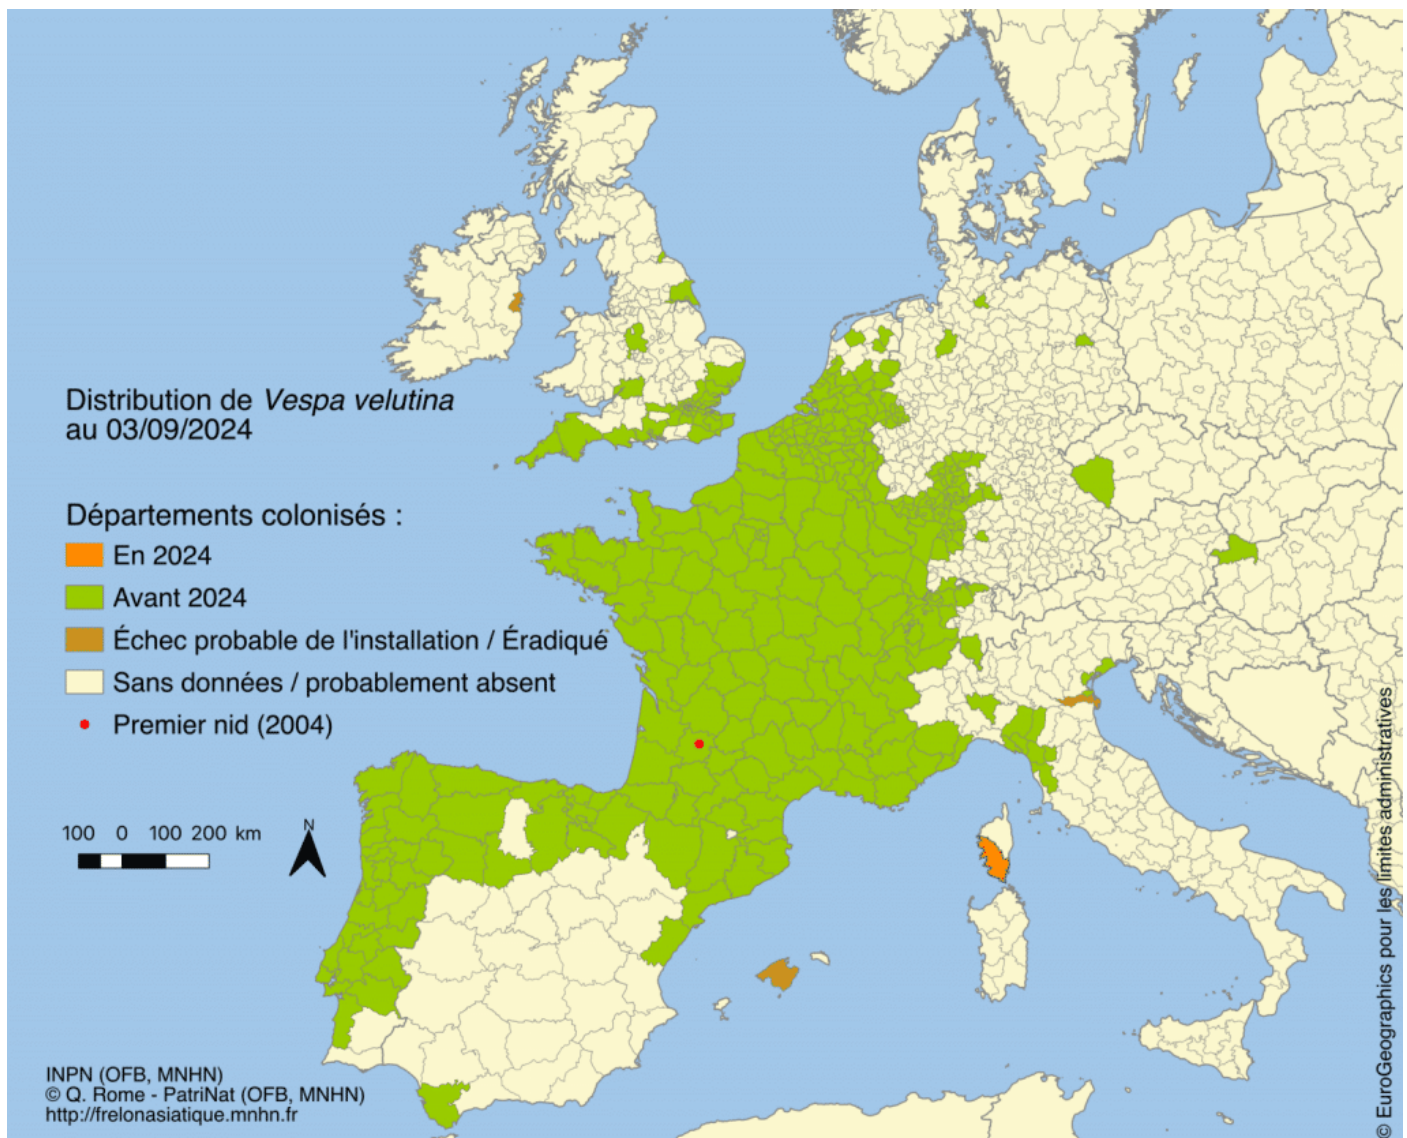 Distribution de Vespa velutina
au 03/09/2024
Départements colonisés :
En 2024
Avant 2024
Échec probable de l'installation / Éradiqué
Sans données / probablement absent
Premier nid (2004)
100 0 100 200 km
N
INPN (OFB, MNHN)
© Q. Rome - PatriNat (OFB, MNHN)
http://frelonasiatique.mnhn.fr
© EuroGeographics pour les limites administratives